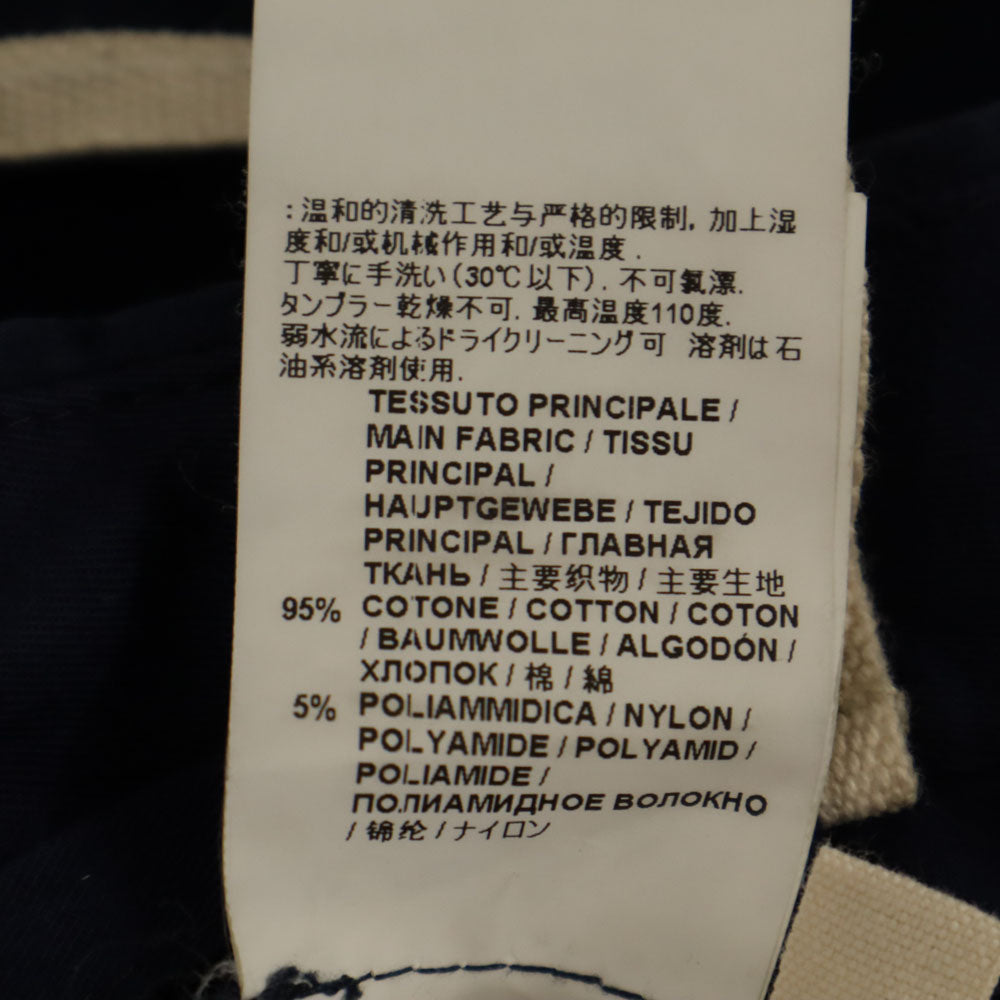 :温和的清洗工艺与严格的限制, 加上湿
度和/或机械作用和/或温度 .
丁寧に手洗い (30℃以下) . 不可氯漂.
タンブラー乾燥不可. 最高温度110度.
弱水流によるドライクリーニング可 溶剤は石
油系溶剤使用.
TESSUTO PRINCIPALE /
MAIN FABRIC / TISSU
PRINCIPAL /
HAUPTGEWEBE / TEJIDO
PRINCIPAL / ГЛАВНАЯ
ТКАНЬ / 主要织物 / 主要生地
95% COTONE / COTTON / COTON
/ BAUMWOLLE / ALGODÓN /
ХЛОПОК / 棉 / 綿
5% POLIAMMIDICA / NYLON /
POLYAMIDE / POLYAMID /
POLIAMIDE /
ПОЛИАМИДНОЕ ВОЛОКНО
/ 锦纶 / ナイロン